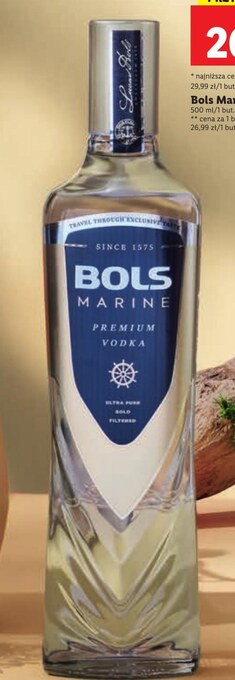 20
* najniższa ce
29,99 zł/1 but
Bols Mar
500 ml/1 but.
** cena za 1 b
26,99 zł/1 but
TRAVEL THROUGH EXCLUSIVE
SINCE 1575
BOLS
MARINE
PREMIUM
VODKA
ULTRA PURE
GOLD
FILTERED